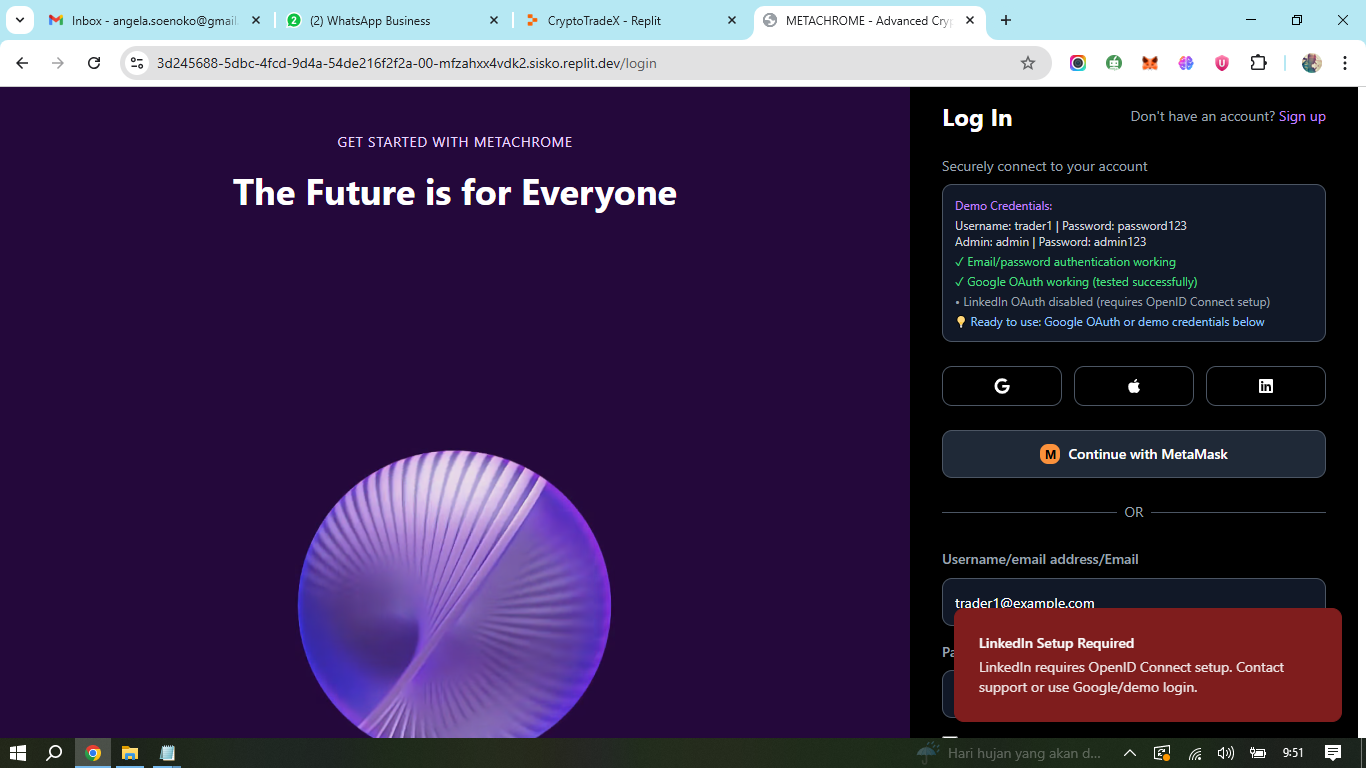 Inbox - angela.soenoko@gmail
(2) WhatsApp Business
CryptoTradeX - Replit
METACHROME - Advanced Cryp
3d245688-5dbc-4fcd-9d4a-54de216f2f2a-00-mfzahxx4vdk2.sisko.replit.dev/login
GET STARTED WITH METACHROME
The Future is for Everyone
Log In
Don't have an account? Sign up
Securely connect to your account
Demo Credentials:
Username: trader1 | Password: password123
Admin: admin | Password: admin123
✓ Email/password authentication working
✓ Google OAuth working (tested successfully)
• LinkedIn OAuth disabled (requires OpenID Connect setup)
💡 Ready to use: Google OAuth or demo credentials below
M Continue with MetaMask
OR
Username/email address/Email
trader1@example.com
Pa
LinkedIn Setup Required
LinkedIn requires OpenID Connect setup. Contact
support or use Google/demo login.
Hari hujan yang akan d...
9:51